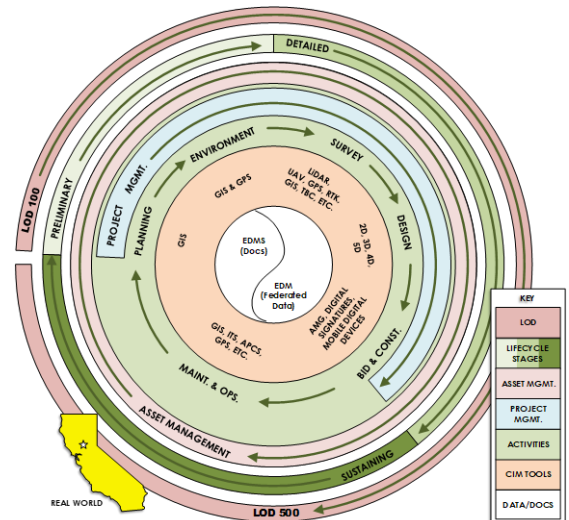 DETAILED
PRELIMINARY
LOD 100
PROJECT MGMT.
PLANNING
ENVIRONMENT
SURVEY
DESIGN
BID & CONST.
MAINT. & OPS.
ASSET MANAGEMENT
SUSTAINING
LOD 500
GIS
GIS & GPS
LIDAR,
UAV, GPS, RTK,
GIS, TBC, ETC.
2D, 3D, 4D,
5D
AMG, DIGITAL
SIGNATURES,
MOBILE DIGITAL
DEVICES
GIS, ITS, APCS,
GPS, ETC.
EDMS
(Docs)
EDM
(Federated
Data)
REAL WORLD
KEY
LOD
LIFECYCLE
STAGES
ASSET MGMT.
PROJECT
MGMT.
ACTIVITIES
CIM TOOLS
DATA/DOCS